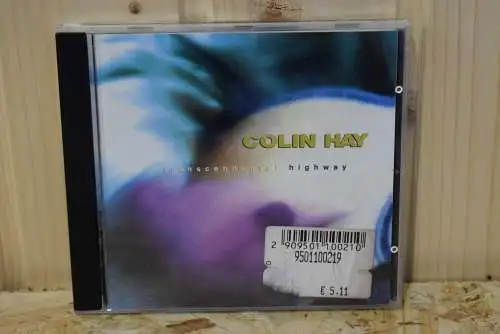 COLIN HAY
transcendental highway
2 909501 100210
9501100219
£ 5.11